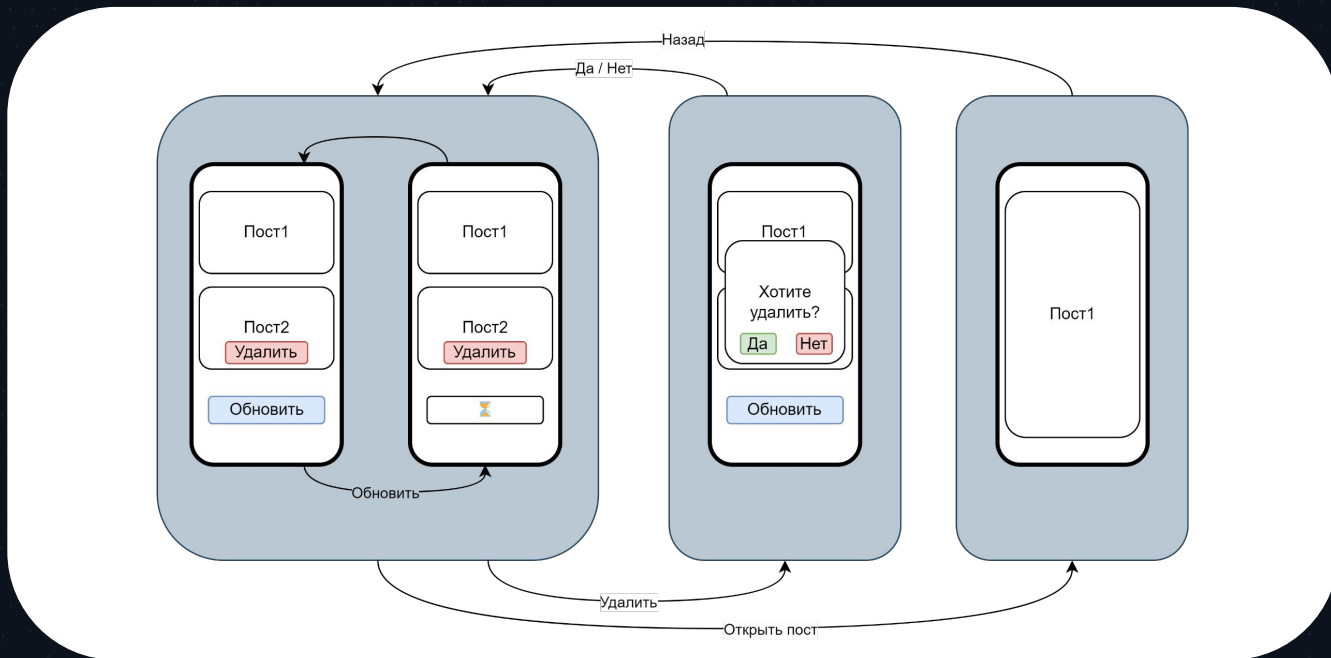 Назад
Да / Нет
Пост1
Пост2
Удалить
Обновить
Пост1
Пост2
Удалить
Обновить
Пост1
Хотите
удалить?
Да Нет
Обновить
Пост1
Удалить
Открыть пост